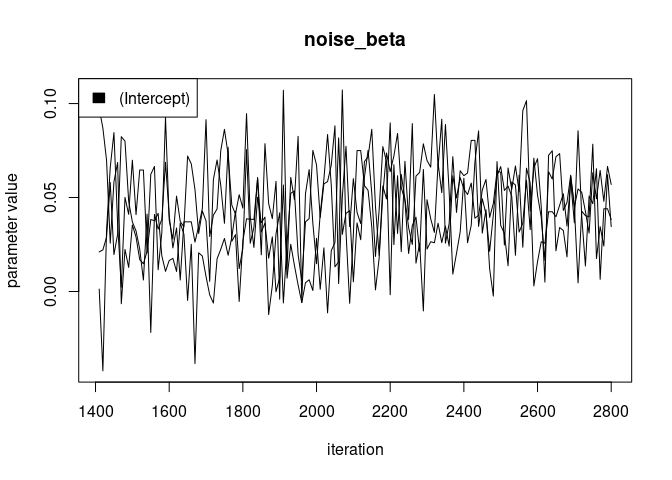 noise_beta
(Intercept)
parameter value
0.10
0.05
0.00
1400 1600 1800 2000 2200 2400 2600 2800
iteration